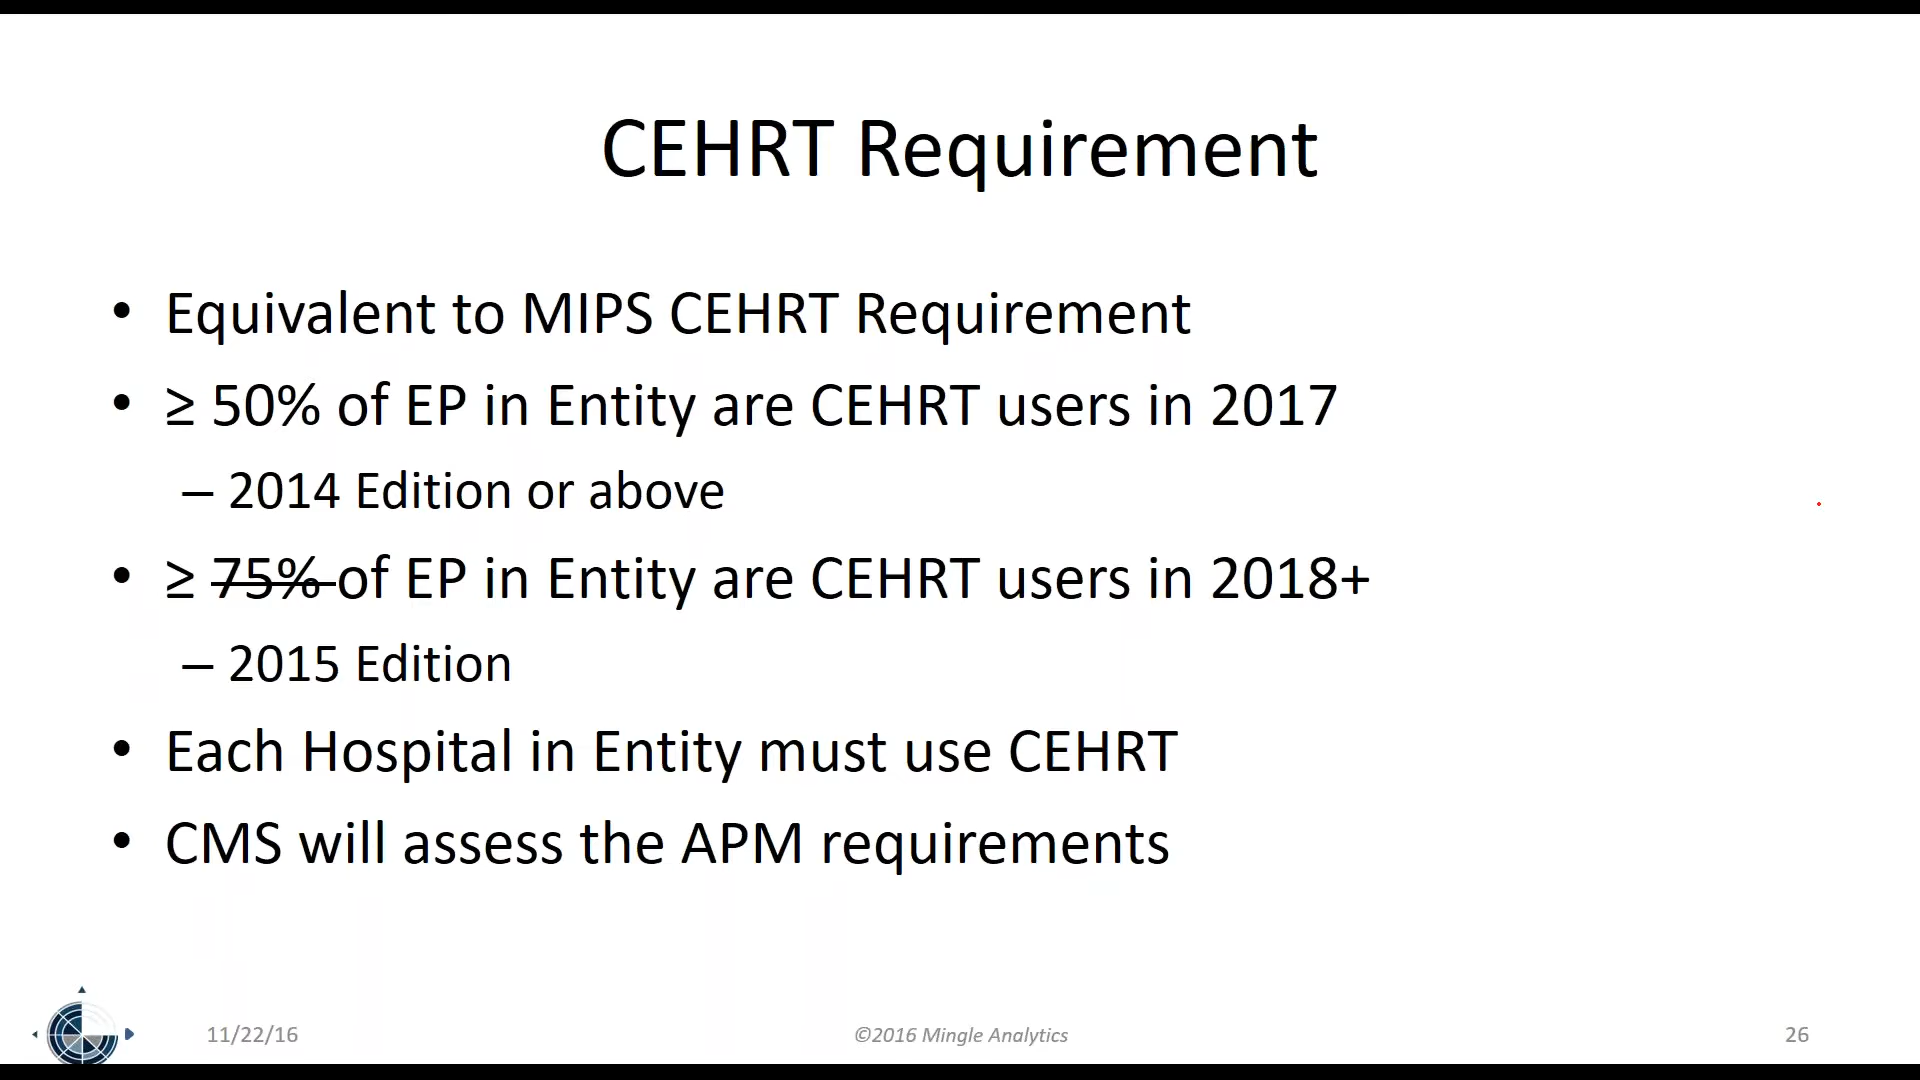 CEHRT Requirement
• Equivalent to MIPS CEHRT Requirement
• ≥ 50% of EP in Entity are CEHRT users in 2017
– 2014 Edition or above
• ≥ 75% of EP in Entity are CEHRT users in 2018+
– 2015 Edition
• Each Hospital in Entity must use CEHRT
• CMS will assess the APM requirements
11/22/16
©2016 Mingle Analytics
26